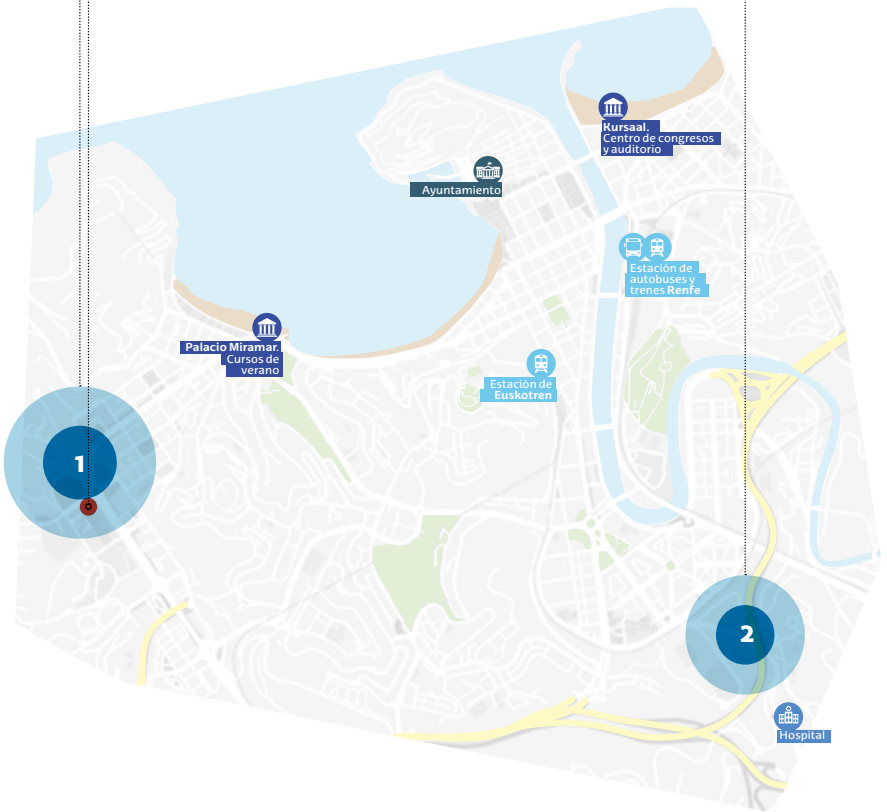 Kursaal.
Centro de congresos
y auditorio
Ayuntamiento
Estación de
autobuses y
trenes Renfe
Palacio Miramar.
Cursos de
verano
Estación de
Euskotren
1
2
Hospital